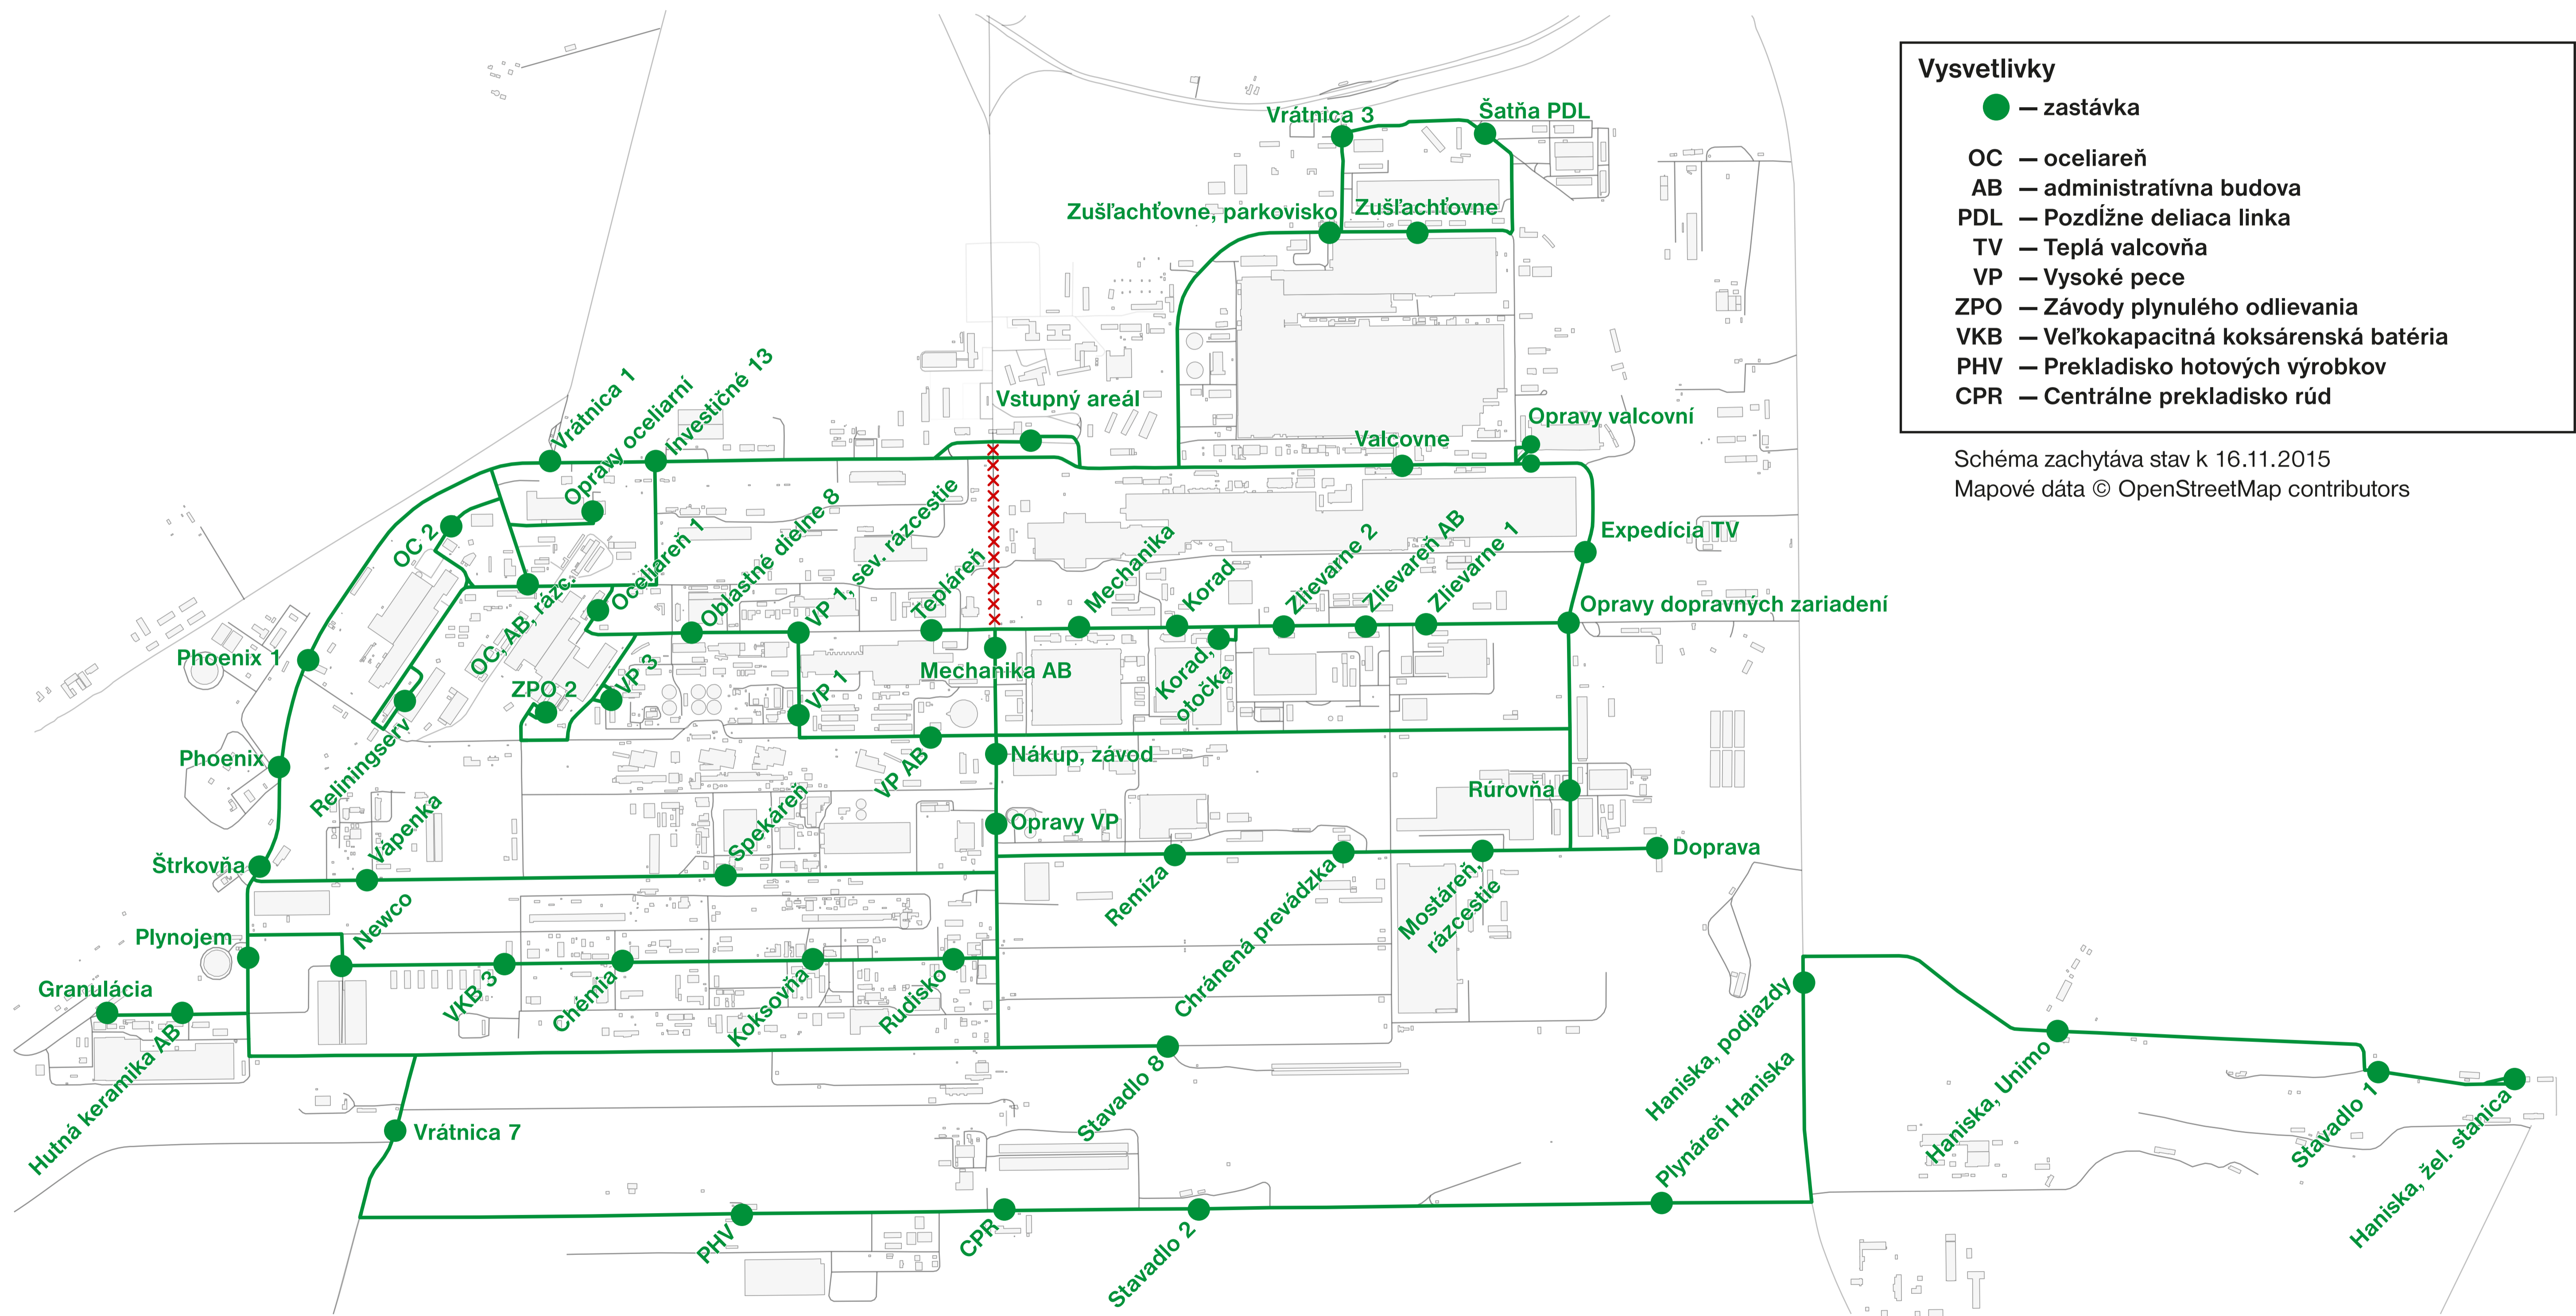 Vysvetlivky
— zastávka
OC — oceliareň
AB — administratívna budova
PDL — Pozdĺžne deliaca linka
TV — Teplá valcovňa
VP — Vysoké pece
ZPO — Závody plynulého odlievania
VKB — Veľkokapacitná koksárenská batéria
PHV — Prekladisko hotových výrobkov
CPR — Centrálne prekladisko rúd
Schéma zachytáva stav k 16.11.2015
Mapové dáta © OpenStreetMap contributors
Vrátnica 3
Šatňa PDL
Zušľachťovne, parkovisko
Zušľachťovne
Vstupný areál
Valcovne
Opravy valcovní
Vrátnica 1
Opravy oceliarní
Investičné 13
OC 2
OC, AB, rázc.
Oceliareň 1
Oblastné dielne 8
VP 1, sev. rázcestie
Tepláreň
Mechanika
Korad
Zlievarne 2
Zlievareň AB
Zlievarne 1
Expedícia TV
Opravy dopravných zariadení
Phoenix 1
ZPO 2
VP 3
VP 1
Mechanika AB
Korad,
otočka
Phoenix
Reliningserv
VP AB
Nákup, závod
Rúrovňa
Štrkovňa
Vápenka
Spekáreň
Opravy VP
Remíza
Chránená prevádzka
Mostáreň,
rázcestie
Doprava
Plynojem
Newco
VKB 3
Chémia
Koksovňa
Rudisko
Granulácia
Hutná keramika AB
Stavadlo 8
Haniska, podjazdy
Plynáreň Haniska
Haniska, Unimo
Stavadlo 1
Haniska, žel. stanica
Vrátnica 7
PHV
CPR
Stavadlo 2